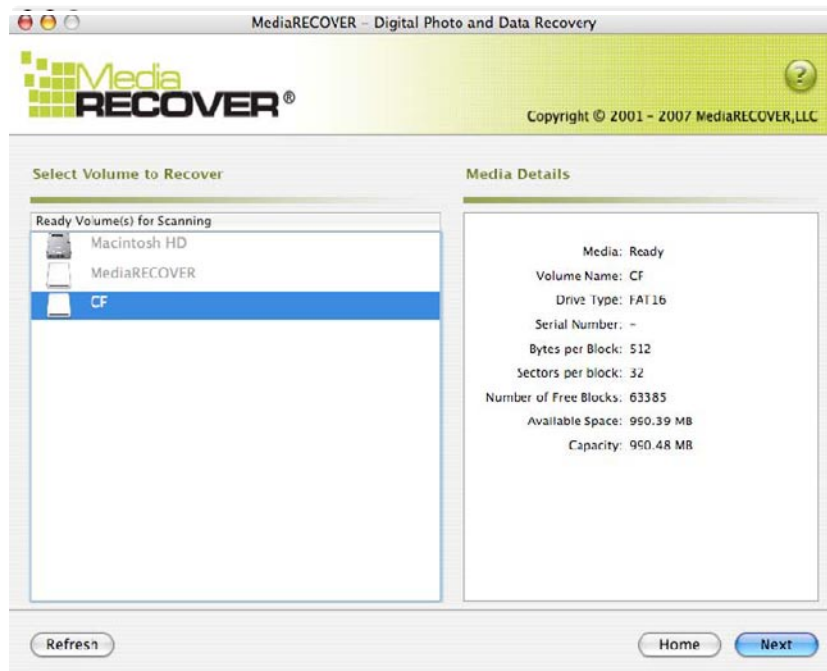 MediaRECOVER – Digital Photo and Data Recovery
Media
RECOVER®
?
Copyright © 2001 – 2007 MediaRECOVER,LLC
Select Volume to Recover
Media Details
Ready Volume(s) for Scanning
Macintosh HD
MediaRECOVER
CF
Media: Ready
Volume Name: CF
Drive Type: FAT16
Serial Number: –
Bytes per Block: 512
Sectors per block: 32
Number of Free Blocks: 63385
Available Space: 990.39 MB
Capacity: 990.48 MB
Refresh
Home
Next